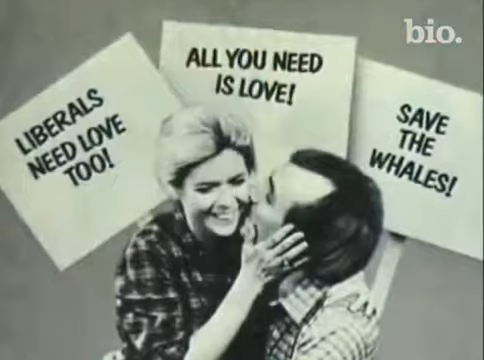 bio.
ALL YOU NEED
IS LOVE!
LIBERALS
NEED LOVE
TOO!
SAVE
THE
WHALES!